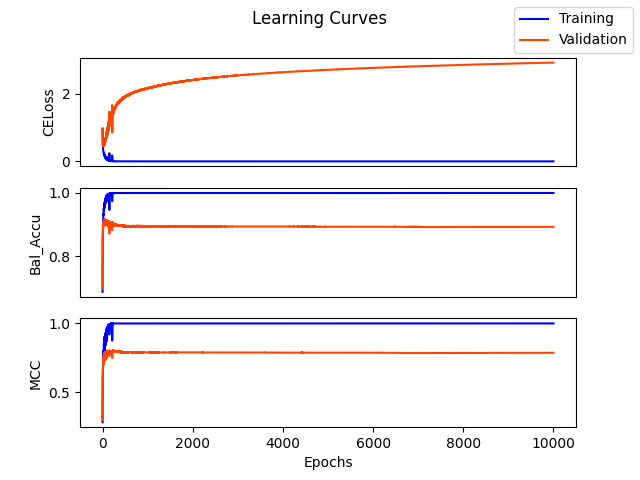 Learning Curves
Training
Validation
CELoss
2
0
Bal_Accu
1.0
0.8
MCC
1.0
0.5
0
2000
4000
6000
8000
10000
Epochs